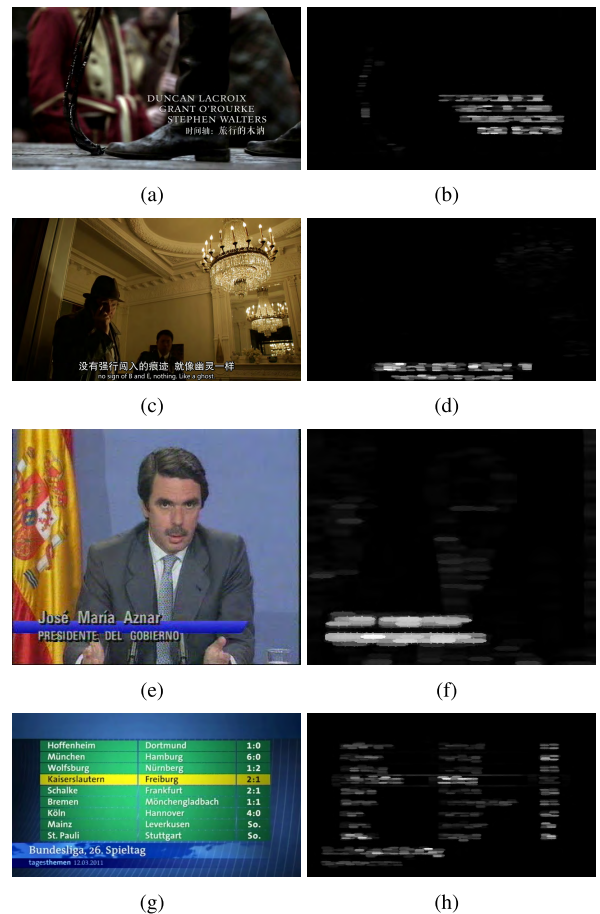 DUNCAN LACROIX
GRANT O'ROURKE
STEPHEN WALTERS
时间轴：旅行的木讷
(a)
(b)
没有强行闯入的痕迹 就像幽灵一样
no sign of B and E, nothing. Like a ghost.
(c)
(d)
José María Aznar
PRESIDENTE DEL GOBIERNO
(e)
(f)
Hoffenheim Dortmund 1:0
München Hamburg 6:0
Wolfsburg Nürnberg 1:2
Kaiserslautern Freiburg 2:1
Schalke Frankfurt 2:1
Bremen Mönchengladbach 1:1
Köln Hannover 4:0
Mainz Leverkusen So.
St. Pauli Stuttgart So.
Bundesliga, 26. Spieltag
tagesthemen 12.03.2011
(g)
(h)